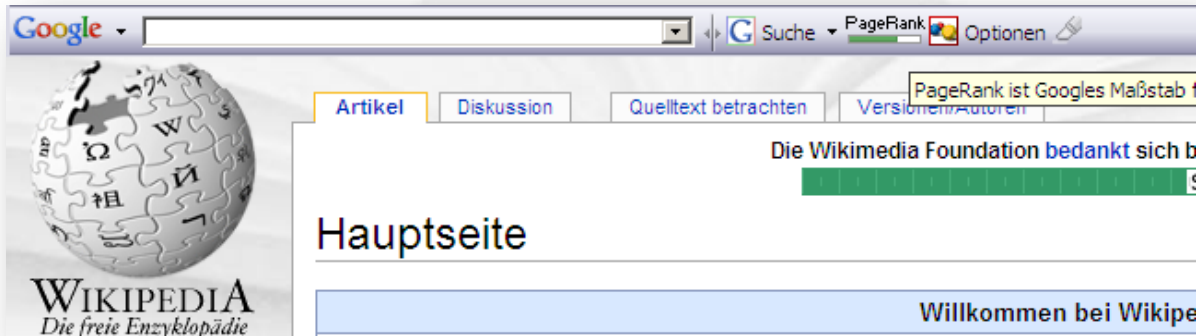 Google
G Suche PageRank Optionen
PageRank ist Googles Maßstab f
Artikel Diskussion Quelltext betrachten Versionen/Autoren
Die Wikimedia Foundation bedankt sich b
S
Hauptseite
Ω W И 祖
WIKIPEDIA
Die freie Enzyklopädie
Willkommen bei Wikipe